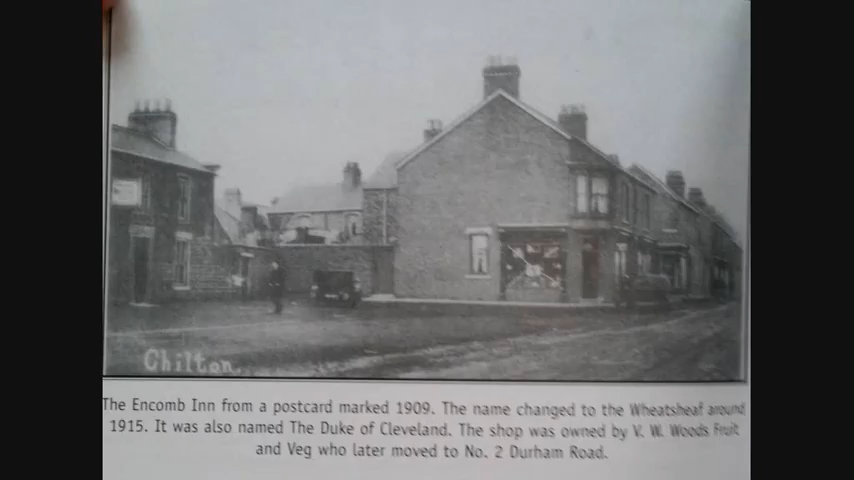 Chilton.
The Encomb Inn from a postcard marked 1909. The name changed to the Wheatsheaf around
1915. It was also named The Duke of Cleveland. The shop was owned by V. W. Woods Fruit
and Veg who later moved to No. 2 Durham Road.